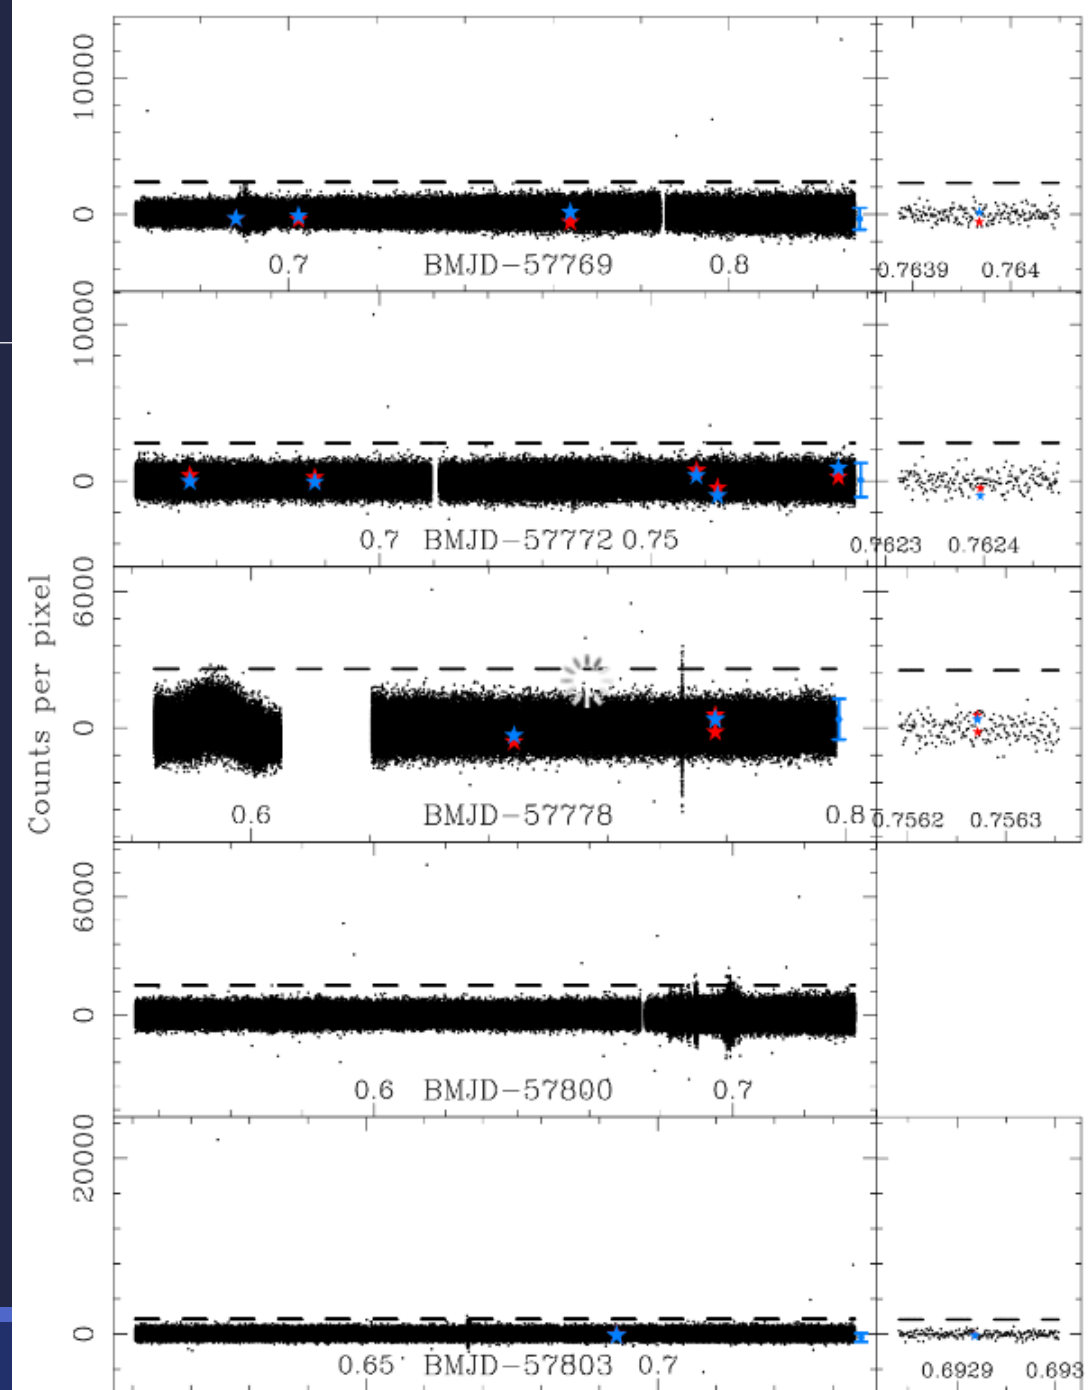 10000
0
0.7 BMJD-57769 0.8
0.7639 0.764
10000
0
0.7 BMJD-57772 0.75
0.7623 0.7624
Counts per pixel
6000
0
0.6 BMJD-57778 0.8
0.7562 0.7563
6000
0
0.6 BMJD-57800 0.7
20000
0
0.65 BMJD-57803 0.7
0.6929 0.693